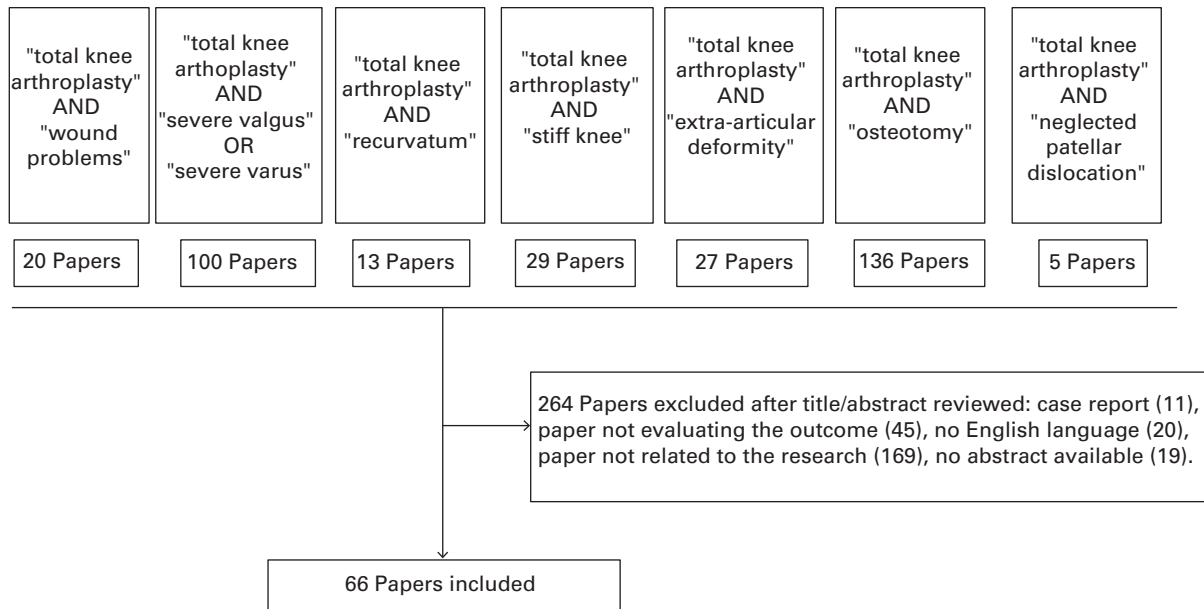 "total knee
arthroplasty"
AND
"wound
problems"
"total knee
arthoplasty"
AND
"severe valgus"
OR
"severe varus"
"total knee
arthroplasty"
AND
"recurvatum"
"total knee
arthroplasty"
AND
"stiff knee"
"total knee
arthroplasty"
AND
"extra-articular
deformity"
"total knee
arthroplasty"
AND
"osteotomy"
"total knee
arthroplasty"
AND
"neglected
patellar
dislocation"
20 Papers
100 Papers
13 Papers
29 Papers
27 Papers
136 Papers
5 Papers
264 Papers excluded after title/abstract reviewed: case report (11),
paper not evaluating the outcome (45), no English language (20),
paper not related to the research (169), no abstract available (19).
66 Papers included